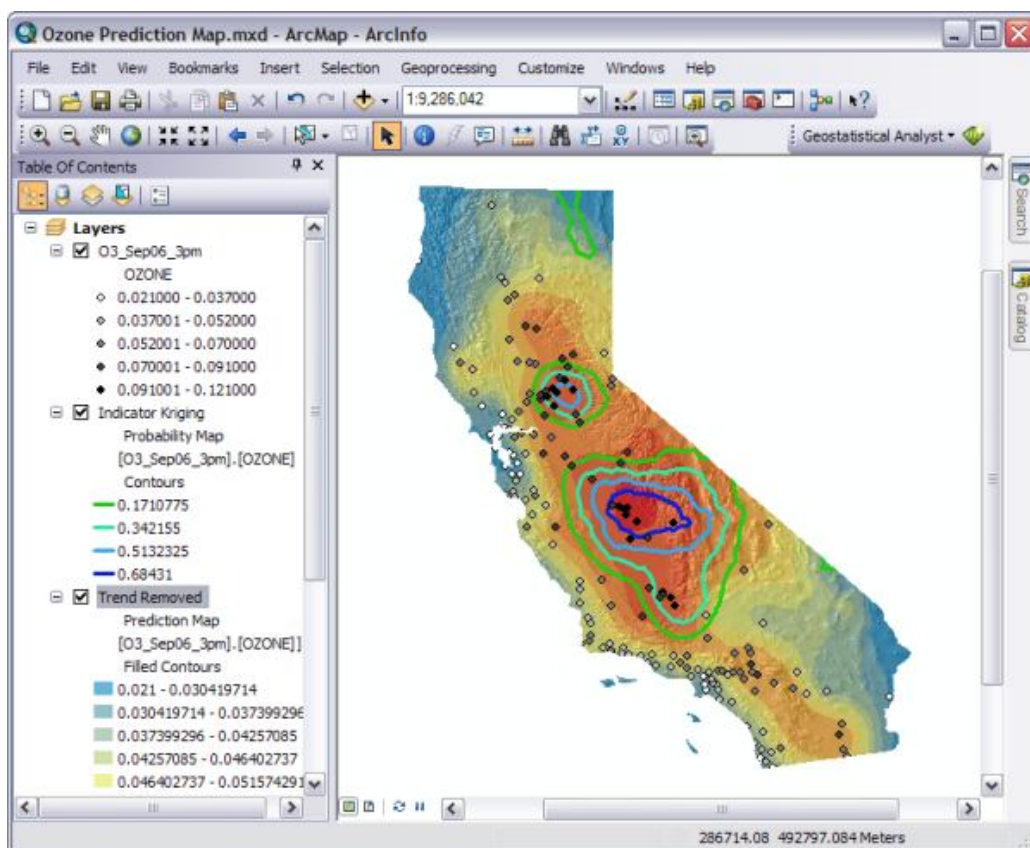 Ozone Prediction Map.mxd - ArcMap - ArcInfo
File Edit View Bookmarks Insert Selection Geoprocessing Customize Windows Help
1:9,286,042
Geostatistical Analyst
Table Of Contents
Layers
O3_Sep06_3pm
OZONE
0.021000 - 0.037000
0.037001 - 0.052000
0.052001 - 0.070000
0.070001 - 0.091000
0.091001 - 0.121000
Indicator Kriging
Probability Map
[O3_Sep06_3pm].[OZONE]
Contours
0.1710775
0.342155
0.5132325
0.68431
Trend Removed
Prediction Map
[O3_Sep06_3pm].[OZONE]]
Filled Contours
0.021 - 0.030419714
0.030419714 - 0.037399296
0.037399296 - 0.04257085
0.04257085 - 0.046402737
0.046402737 - 0.051574291
Search
Catalog
286714.08 492797.084 Meters